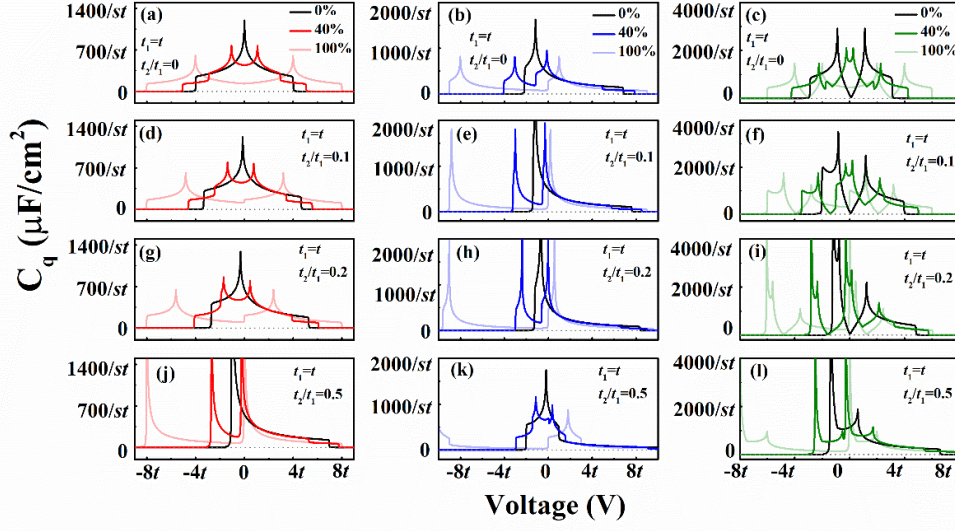 C_q (μF/cm²)
(a)
1400/st
700/st
0
t₁=t
t₂/t₁=0
0%
40%
100%
(b)
2000/st
1000/st
0
t₁=t
t₂/t₁=0
0%
40%
100%
(c)
4000/st
2000/st
0
t₁=t
t₂/t₁=0
0%
40%
100%
(d)
1400/st
700/st
0
t₁=t
t₂/t₁=0.1
(e)
2000/st
1000/st
0
t₁=t
t₂/t₁=0.1
(f)
4000/st
2000/st
0
t₁=t
t₂/t₁=0.1
(g)
1400/st
700/st
0
t₁=t
t₂/t₁=0.2
(h)
2000/st
1000/st
0
t₁=t
t₂/t₁=0.2
(i)
4000/st
2000/st
0
t₁=t
t₂/t₁=0.2
(j)
1400/st
700/st
0
t₁=t
t₂/t₁=0.5
(k)
2000/st
1000/st
0
t₁=t
t₂/t₁=0.5
(l)
4000/st
2000/st
0
t₁=t
t₂/t₁=0.5
-8t -4t 0 4t 8t
-8t -4t 0 4t 8t
-8t -4t 0 4t 8t
Voltage (V)